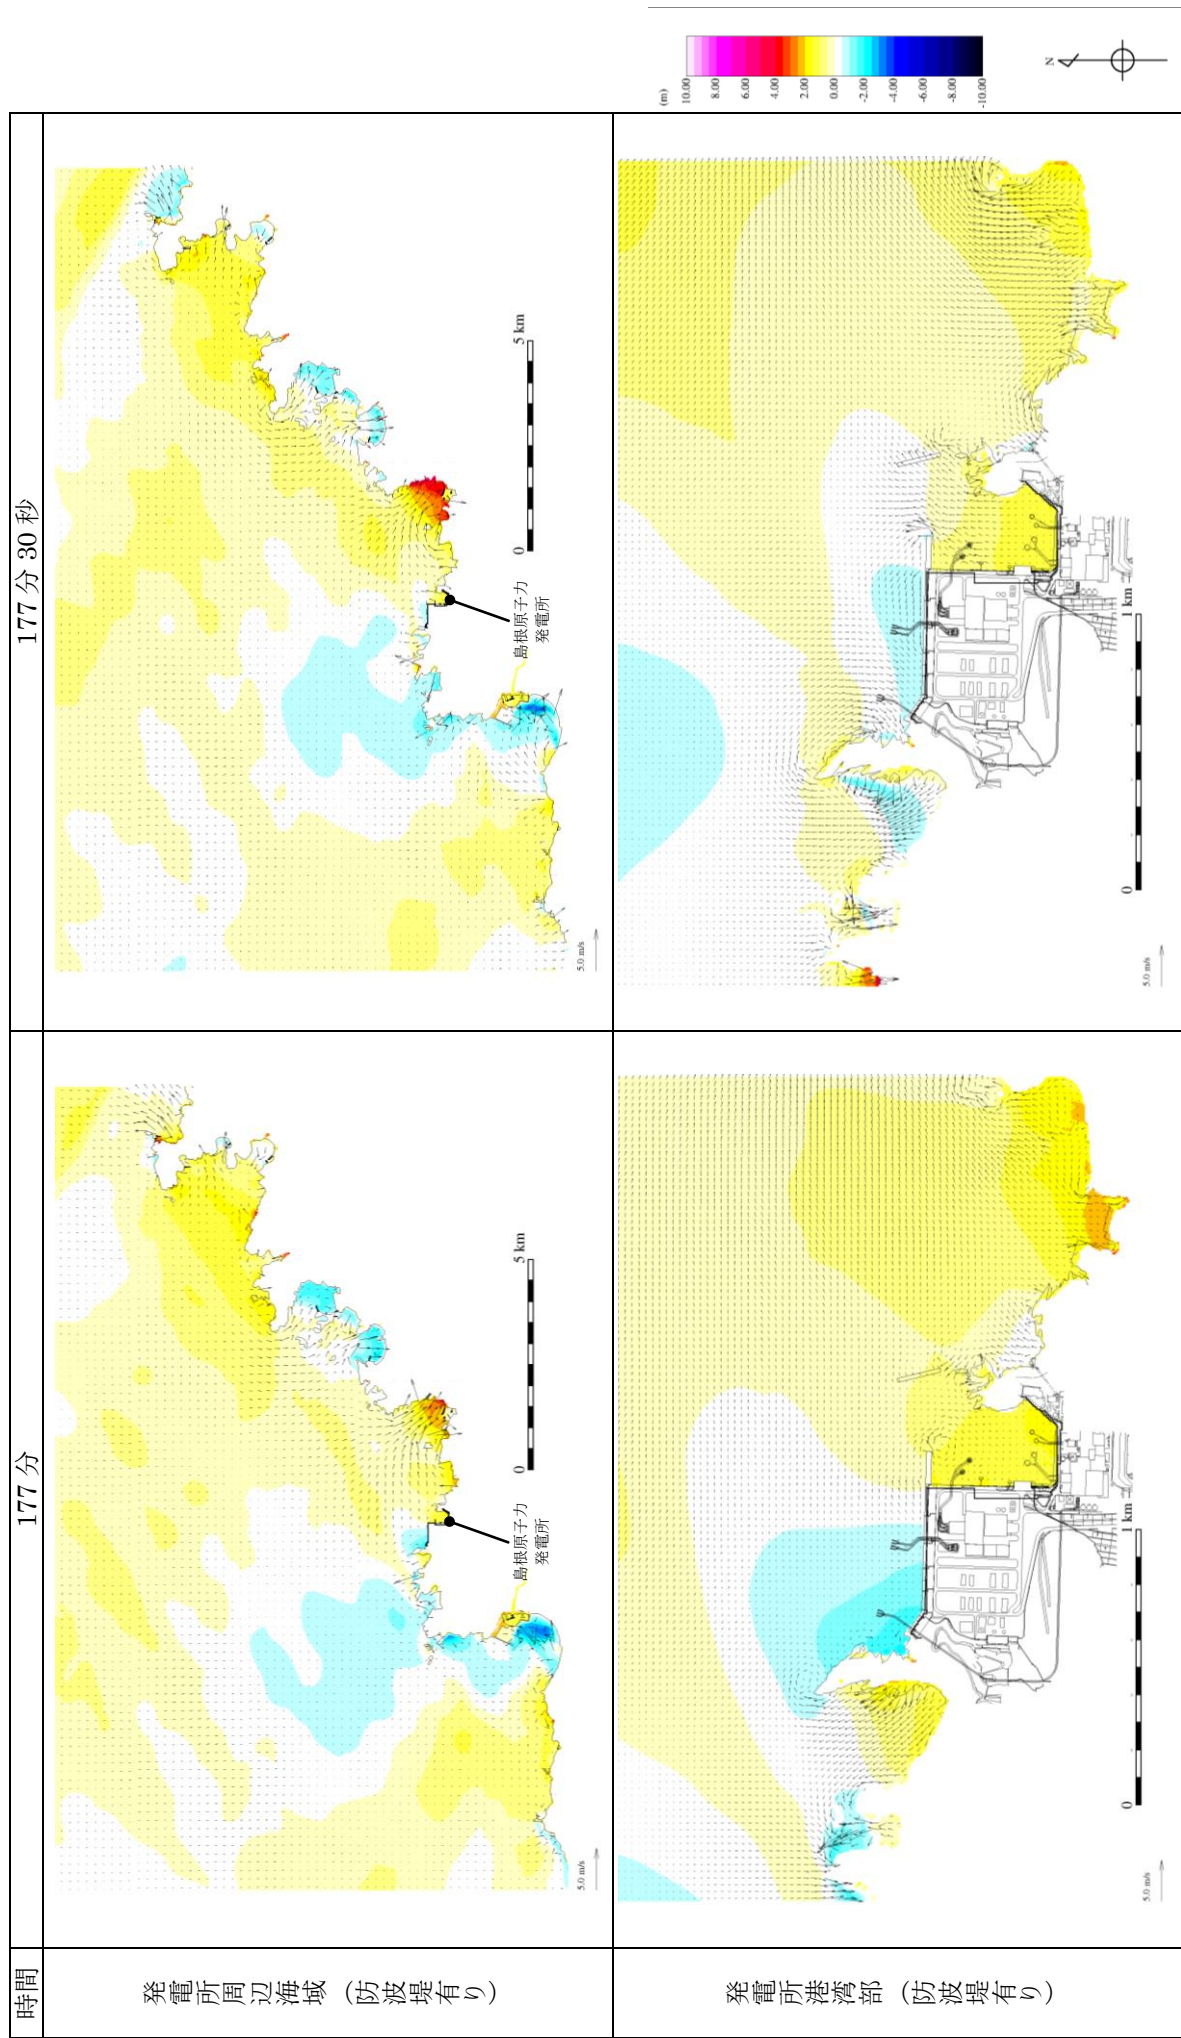 時間
177分
177分30秒
発電所周辺海域（防波堤有り）
島根原子力
発電所
0
5 km
5.0 m/s
島根原子力
発電所
0
5 km
5.0 m/s
発電所港湾部（防波堤有り）
0
1 km
5.0 m/s
0
1 km
5.0 m/s
(m)
10.00
8.00
6.00
4.00
2.00
0.00
-2.00
-4.00
-6.00
-8.00
-10.00
N